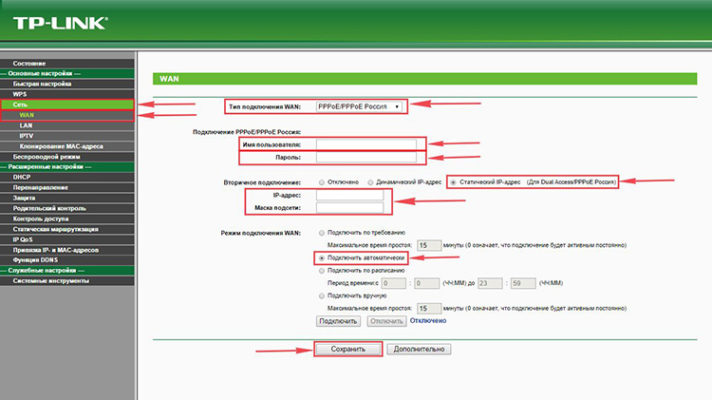 TP-LINK®
Состояние
--- Основные настройки ---
Быстрая настройка
WPS
Сеть
WAN
LAN
IPTV
Клонирование MAC-адреса
Беспроводной режим
--- Расширенные настройки ---
DHCP
Перенаправление
Защита
Родительский контроль
Контроль доступа
Статическая маршрутизация
IP QoS
Привязка IP- и MAC-адресов
Функция DDNS
--- Служебные настройки ---
Системные инструменты
WAN
Тип подключения WAN: PPPoE/PPPoE Россия
Подключение PPPoE/PPPoE Россия:
Имя пользователя:
Пароль:
Вторичное подключение: Отключено Динамический IP-адрес Статический IP-адрес (Для Dual Access/PPPoE Россия)
IP-адрес:
Маска подсети:
Режим подключения WAN: Подключить по требованию
Максимальное время простоя: 15 минуты (0 означает, что подключение будет активным постоянно)
Подключить автоматически
Подключить по расписанию
Период времени:с 0 : 0 (ЧЧ:ММ) до 23 : 59 (ЧЧ:ММ)
Подключить вручную
Максимальное время простоя: 15 минуты (0 означает, что подключение будет активным постоянно)
Подключить Отключить Отключено
Сохранить Дополнительно